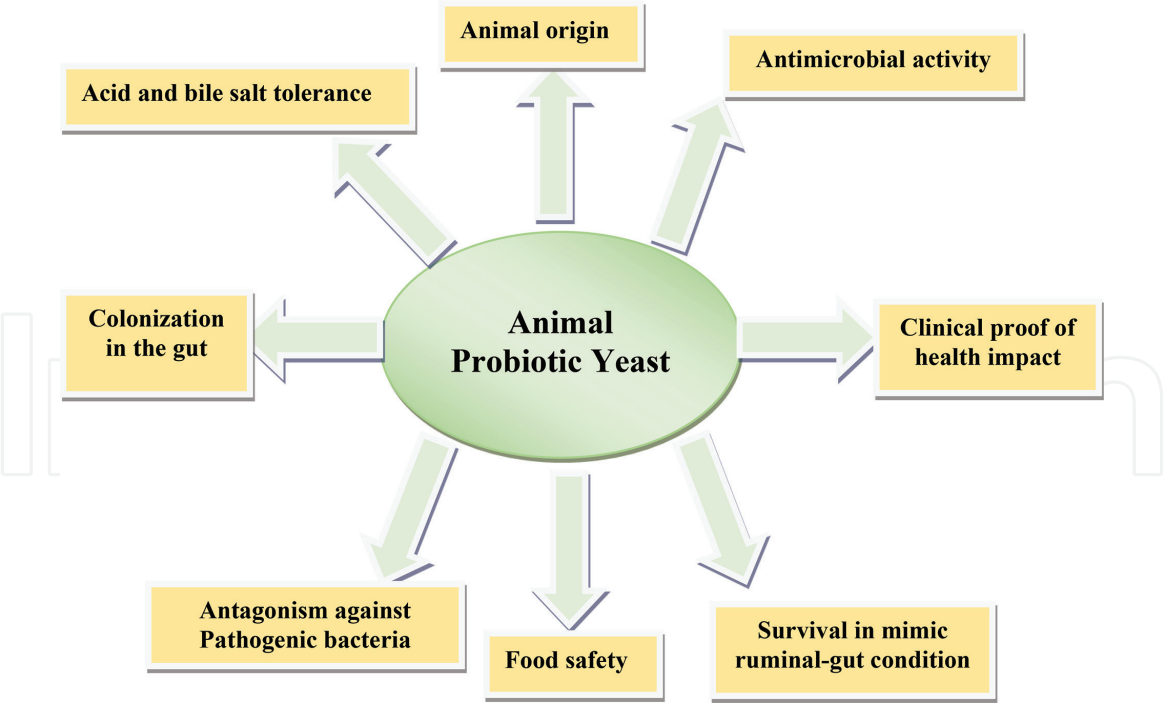 Animal origin
Antimicrobial activity
Acid and bile salt tolerance
Colonization
in the gut
Animal
Probiotic Yeast
Clinical proof of
health impact
Antagonism against
Pathogenic bacteria
Food safety
Survival in mimic
ruminal-gut condition